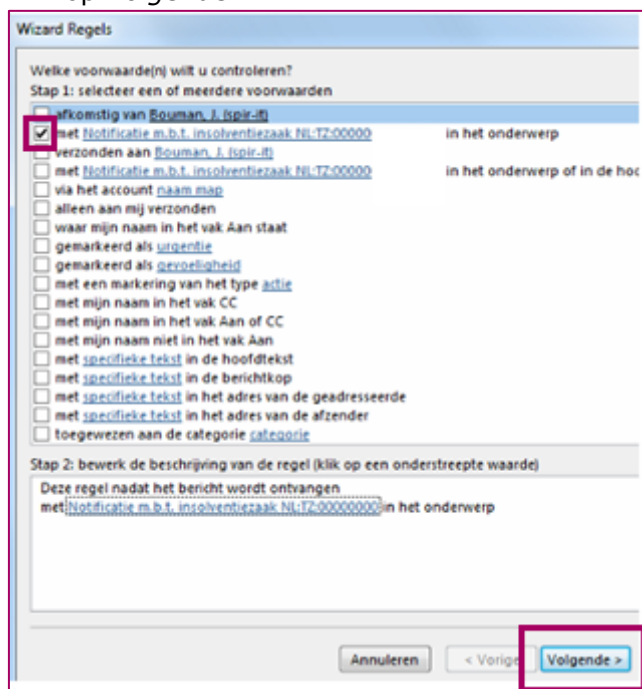 Wizard Regels
Welke voorwaarde(n) wilt u controleren?
Stap 1: selecteer een of meerdere voorwaarden
afkomstig van Bouman, J. (spir-it)
met Notificatie m.b.t. insolventiezaak NL:TZ:00000 in het onderwerp
verzonden aan Bouman, J. (spir-it)
met Notificatie m.b.t. insolventiezaak NL:TZ:00000 in het onderwerp of in de hoo
via het account naam map
alleen aan mij verzonden
waar mijn naam in het vak Aan staat
gemarkeerd als urgentie
gemarkeerd als gevoeligheid
met een markering van het type actie
met mijn naam in het vak CC
met mijn naam in het vak Aan of CC
met mijn naam niet in het vak Aan
met specifieke tekst in de hoofdtekst
met specifieke tekst in de berichtkop
met specifieke tekst in het adres van de geadresseerde
met specifieke tekst in het adres van de afzender
toegewezen aan de categorie categorie
Stap 2: bewerk de beschrijving van de regel (klik op een onderstreepte waarde)
Deze regel nadat het bericht wordt ontvangen
met Notificatie m.b.t. insolventiezaak NL:TZ:00000000 in het onderwerp
Annuleren < Vorige Volgende >